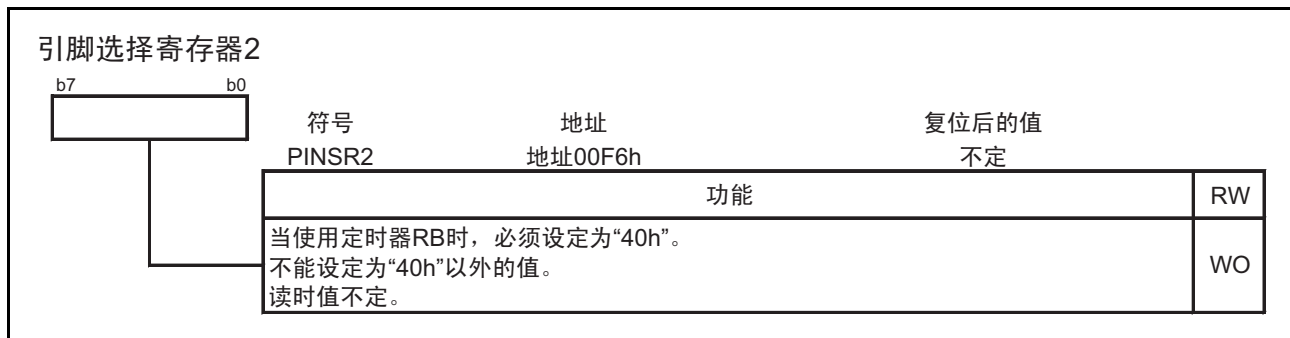 引脚选择寄存器2
b7 b0
符号 地址 复位后的值
PINSR2 地址00F6h 不定
功能 RW
当使用定时器RB时，必须设定为“40h”。
不能设定为“40h”以外的值。 WO
读时值不定。